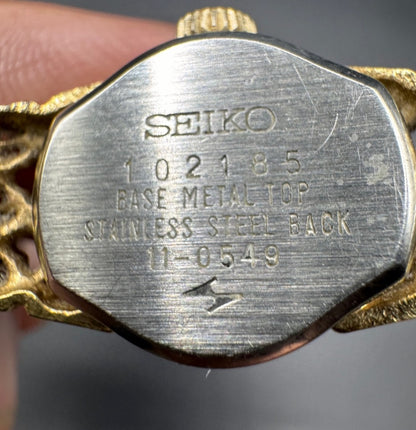 SEIKO
102185
BASE METAL TOP
STAINLESS STEEL BACK
11-0549